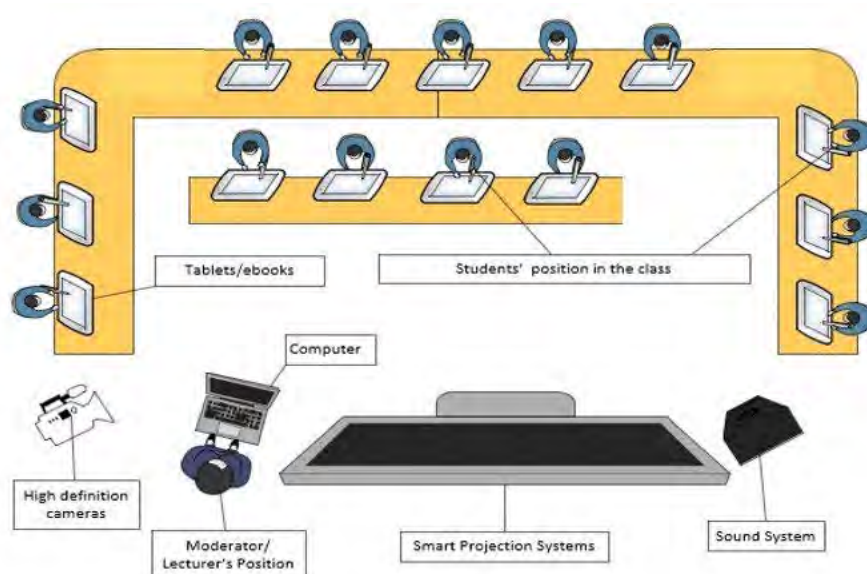 Tablets/ebooks
Students' position in the class
Computer
High definition
cameras
Moderator/
Lecturer's Position
Smart Projection Systems
Sound System